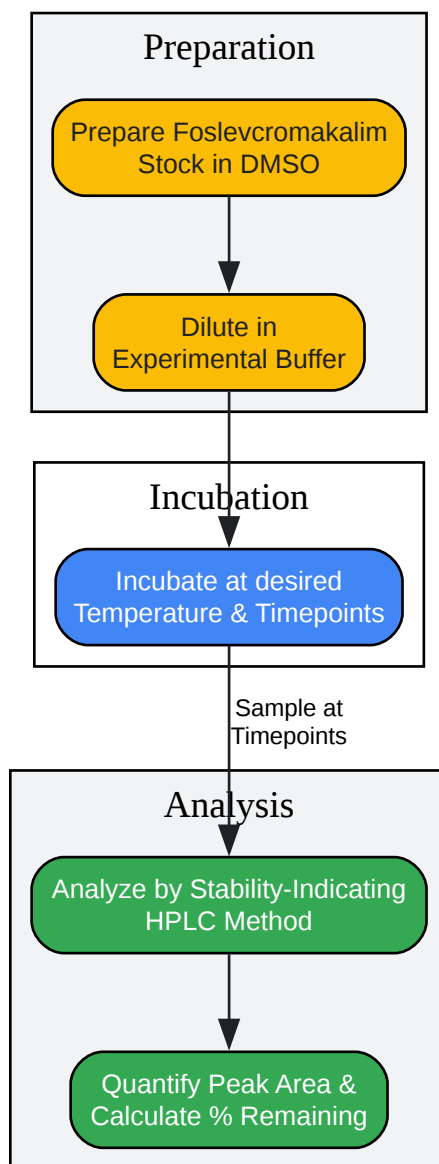 Preparation
Prepare Foslevcromakalim
Stock in DMSO
Dilute in
Experimental Buffer
Incubation
Incubate at desired
Temperature & Timepoints
Sample at
Timepoints
Analysis
Analyze by Stability-Indicating
HPLC Method
Quantify Peak Area &
Calculate % Remaining